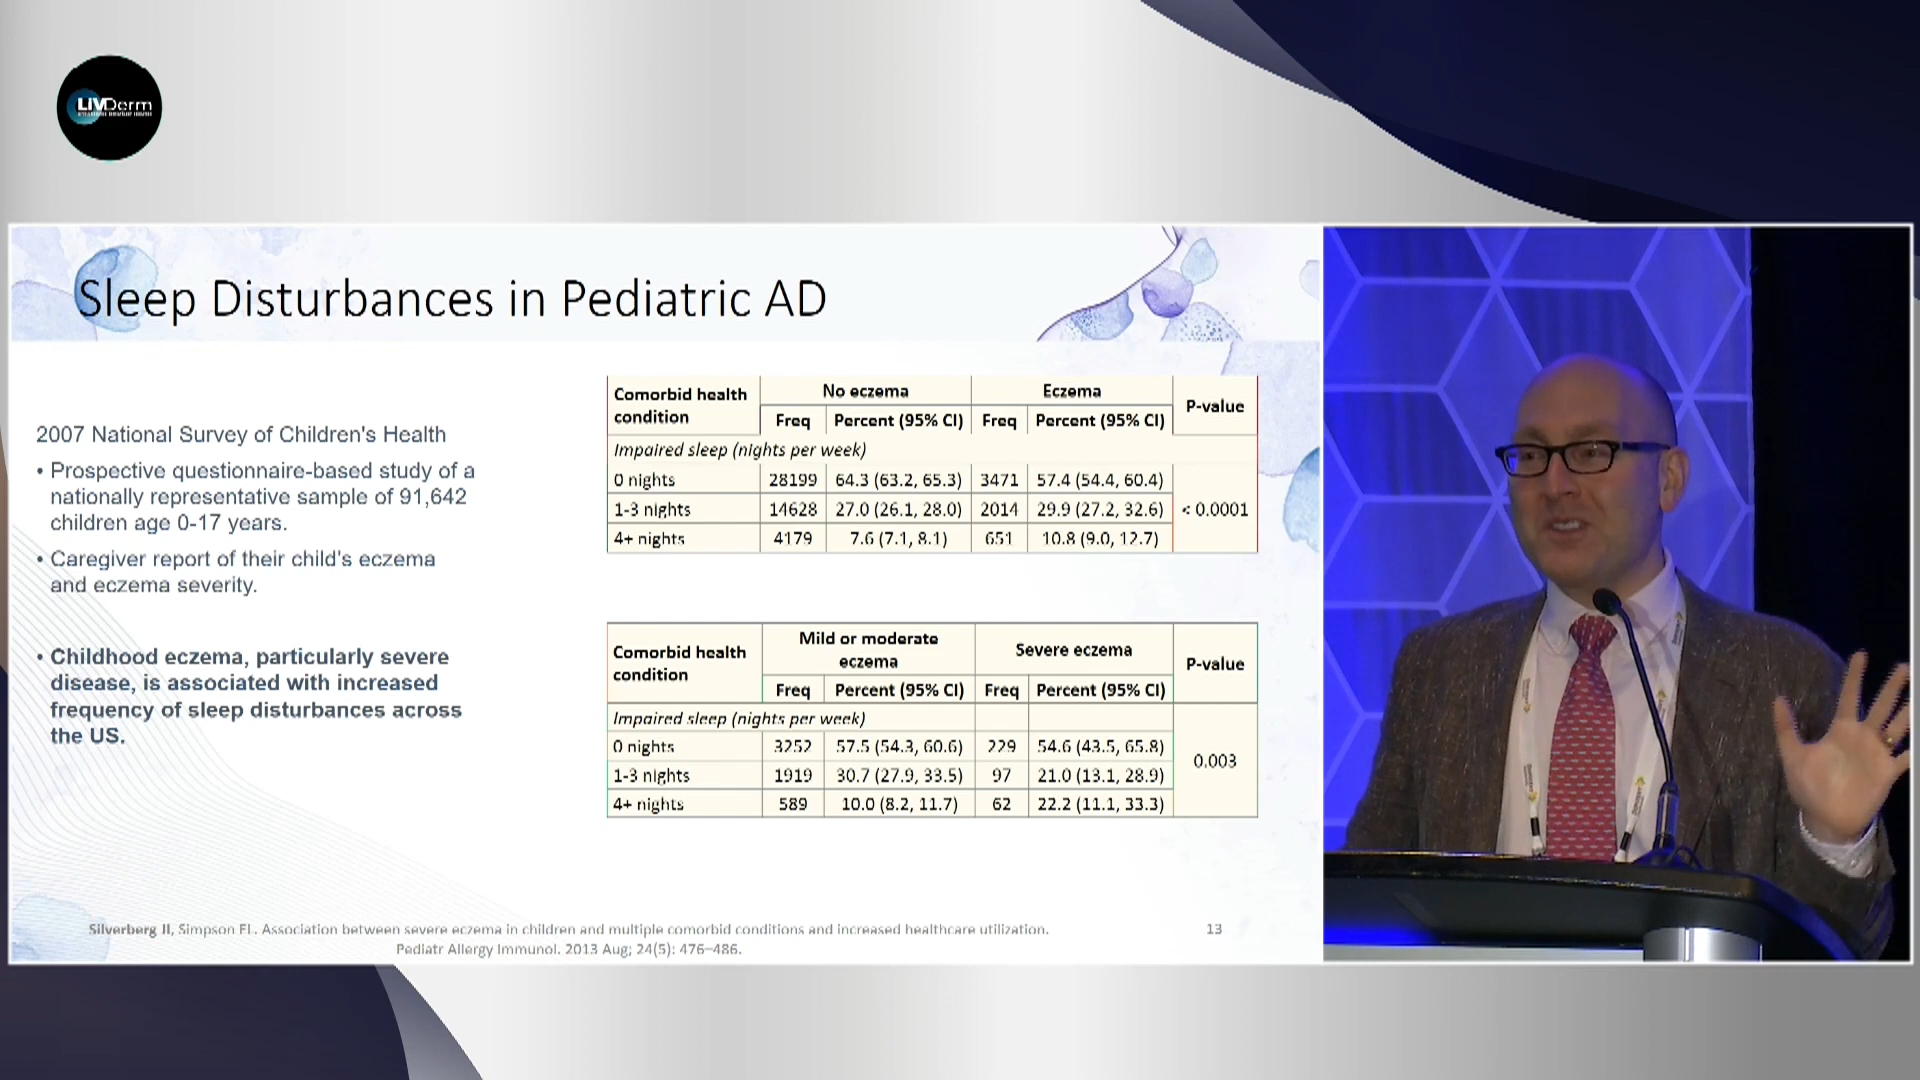 LIVDerm
Sleep Disturbances in Pediatric AD
2007 National Survey of Children's Health
• Prospective questionnaire-based study of a
nationally representative sample of 91,642
children age 0-17 years.
• Caregiver report of their child's eczema
and eczema severity.
• Childhood eczema, particularly severe
disease, is associated with increased
frequency of sleep disturbances across
the US.
Comorbid health condition No eczema Eczema P-value
Freq Percent (95% CI) Freq Percent (95% CI)
Impaired sleep (nights per week)
0 nights 28199 64.3 (63.2, 65.3) 3471 57.4 (54.4, 60.4)
1-3 nights 14628 27.0 (26.1, 28.0) 2014 29.9 (27.2, 32.6) < 0.0001
4+ nights 4179 7.6 (7.1, 8.1) 651 10.8 (9.0, 12.7)
Comorbid health condition Mild or moderate eczema Severe eczema P-value
Freq Percent (95% CI) Freq Percent (95% CI)
Impaired sleep (nights per week)
0 nights 3252 57.5 (54.3, 60.6) 229 54.6 (43.5, 65.8)
1-3 nights 1919 30.7 (27.9, 33.5) 97 21.0 (13.1, 28.9) 0.003
4+ nights 589 10.0 (8.2, 11.7) 62 22.2 (11.1, 33.3)
Silverberg JI, Simpson EL. Association between severe eczema in children and multiple comorbid conditions and increased healthcare utilization.
Pediatr Allergy Immunol. 2013 Aug; 24(5): 476–486.
13